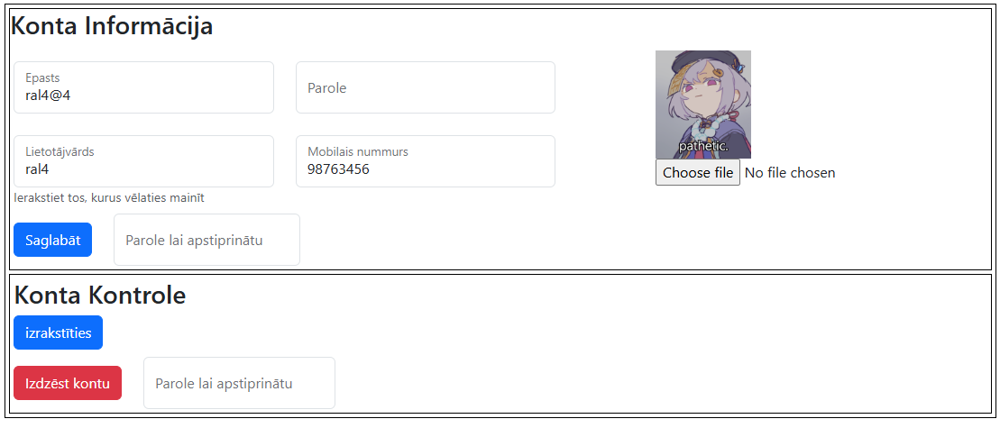 Konta Informācija
Epasts
ral4@4
Parole
Lietotājvārds
ral4
Mobilais nummurs
98763456
pathetic.
Choose file No file chosen
Ierakstiet tos, kurus vēlaties mainīt
Saglabāt
Parole lai apstiprinātu
Konta Kontrole
izrakstīties
Izdzēst kontu
Parole lai apstiprinātu